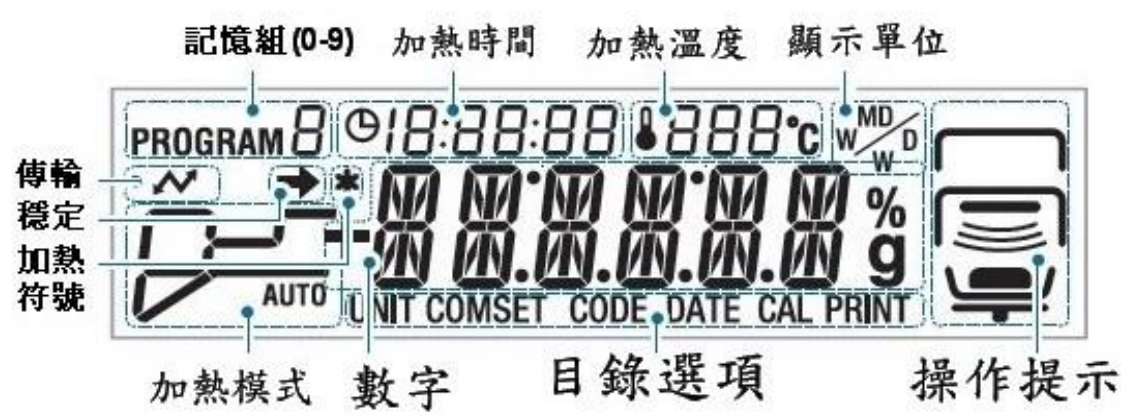 記憶組(0-9) 加熱時間 加熱溫度 顯示單位
PROGRAM 8 18:88:88 888°C W MD D W
傳輸
穩定
加熱
符號
* % g
AUTO
UNIT COMSET CODE DATE CAL PRINT
加熱模式 數字 目錄選項 操作提示